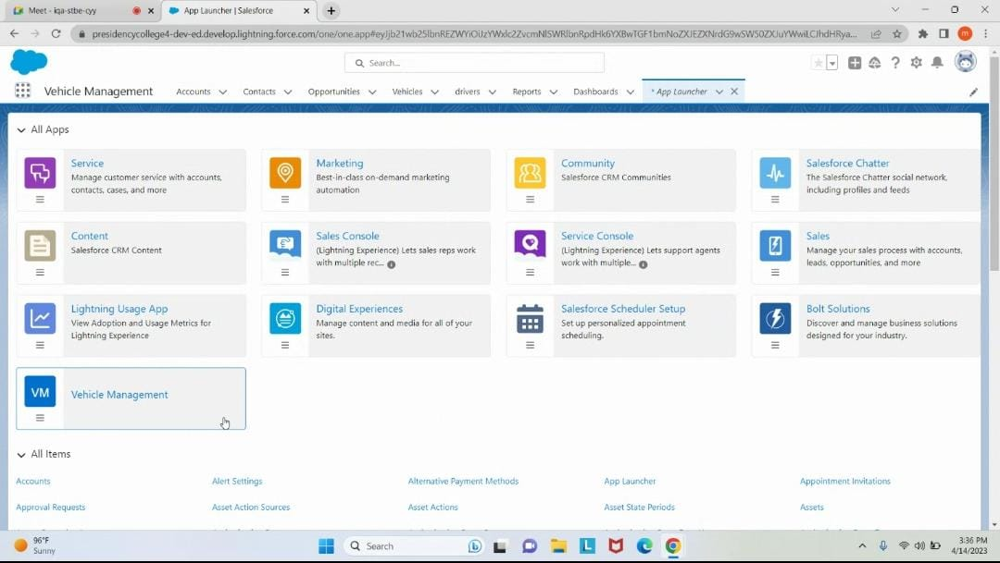 Meet - iqa-stbe-cyy
App Launcher | Salesforce
presidencycollege4-dev-ed.develop.lightning.force.com/one/one.app#
Search...
Vehicle Management
Accounts
Contacts
Opportunities
Vehicles
drivers
Reports
Dashboards
* App Launcher
All Apps
Service
Manage customer service with accounts,
contacts, cases, and more
Marketing
Best-in-class on-demand marketing
automation
Community
Salesforce CRM Communities
Salesforce Chatter
The Salesforce Chatter social network,
including profiles and feeds
Content
Salesforce CRM Content
Sales Console
(Lightning Experience) Lets sales reps work
with multiple rec...
Service Console
(Lightning Experience) Lets support agents
work with multiple...
Sales
Manage your sales process with accounts,
leads, opportunities, and more
Lightning Usage App
View Adoption and Usage Metrics for
Lightning Experience
Digital Experiences
Manage content and media for all of your
sites.
Salesforce Scheduler Setup
Set up personalized appointment
scheduling.
Bolt Solutions
Discover and manage business solutions
designed for your industry.
VM
Vehicle Management
All Items
Accounts
Alert Settings
Alternative Payment Methods
App Launcher
Appointment Invitations
Approval Requests
Asset Action Sources
Asset Actions
Asset State Periods
Assets
96°F
Sunny
Search
3:36 PM
4/14/2023